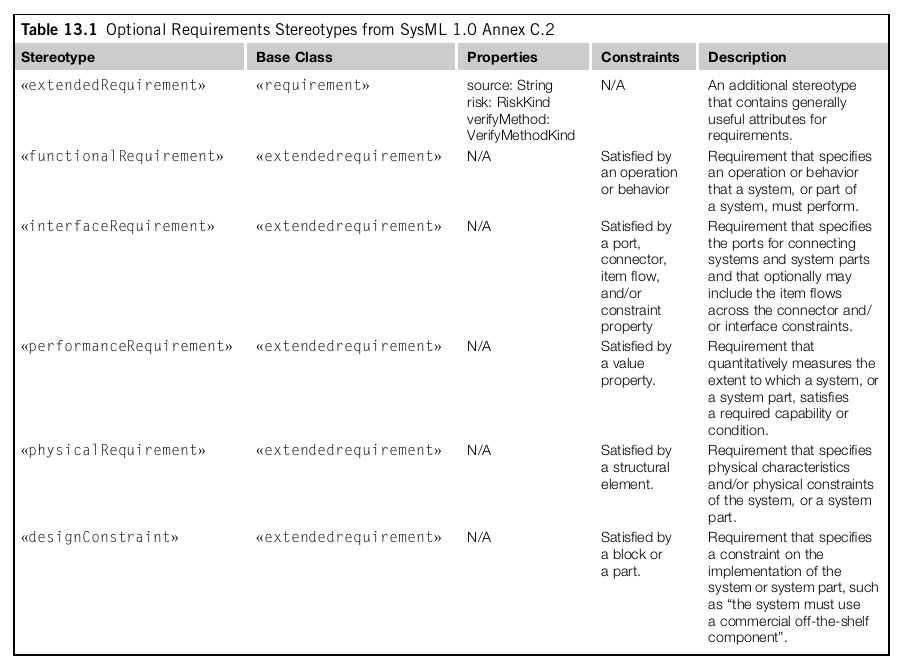 Table 13.1 Optional Requirements Stereotypes from SysML 1.0 Annex C.2
Stereotype Base Class Properties Constraints Description
«extendedRequirement» «requirement» source: String N/A An additional stereotype
risk: RiskKind that contains generally
verifyMethod: useful attributes for
VerifyMethodKind requirements.
«functionalRequirement» «extendedrequirement» N/A Satisfied by Requirement that specifies
an operation an operation or behavior
or behavior that a system, or part of
a system, must perform.
«interfaceRequirement» «extendedrequirement» N/A Satisfied by Requirement that specifies
a port, the ports for connecting
connector, systems and system parts
item flow, and that optionally may
and/or include the item flows
constraint across the connector and/
property or interface constraints.
«performanceRequirement» «extendedrequirement» N/A Satisfied by Requirement that
a value quantitatively measures the
property. extent to which a system, or
a system part, satisfies
a required capability or
condition.
«physicalRequirement» «extendedrequirement» N/A Satisfied by Requirement that specifies
a structural physical characteristics
element. and/or physical constraints
of the system, or a system
part.
«designConstraint» «extendedrequirement» N/A Satisfied by Requirement that specifies
a block or a constraint on the
a part. implementation of the
system or system part, such
as “the system must use
a commercial off-the-shelf
component”.